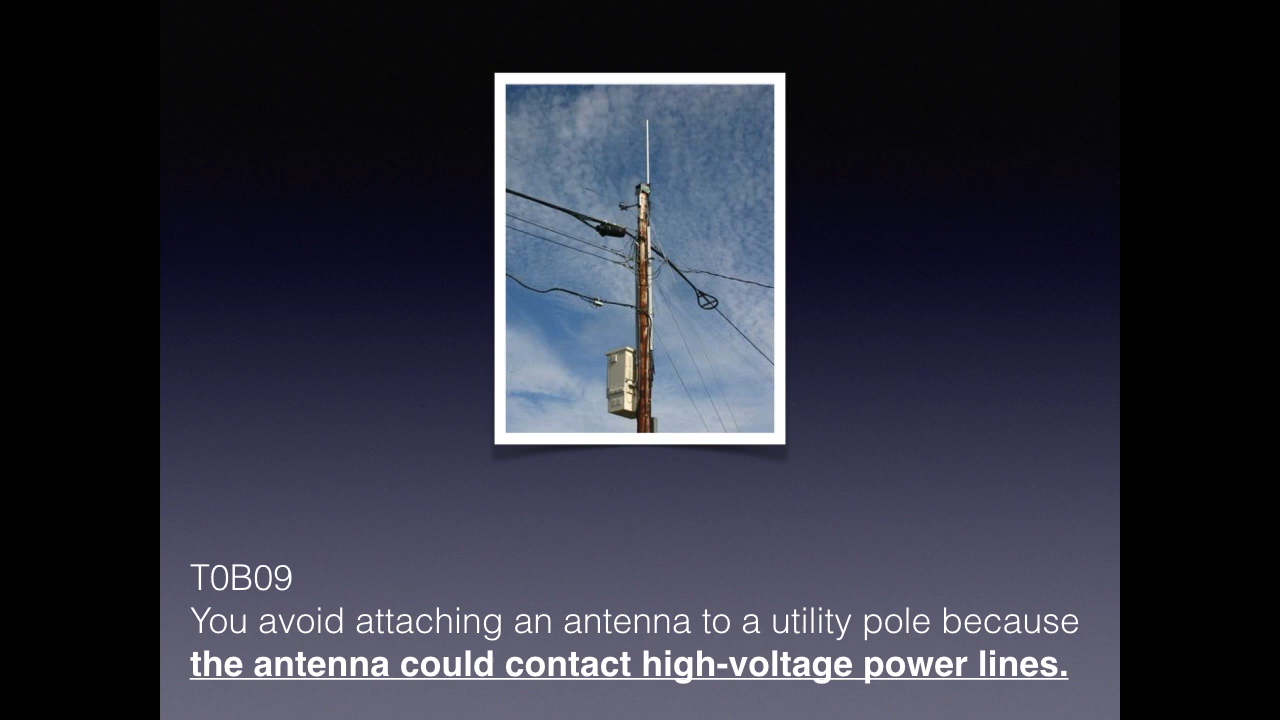 T0B09
You avoid attaching an antenna to a utility pole because
the antenna could contact high-voltage power lines.